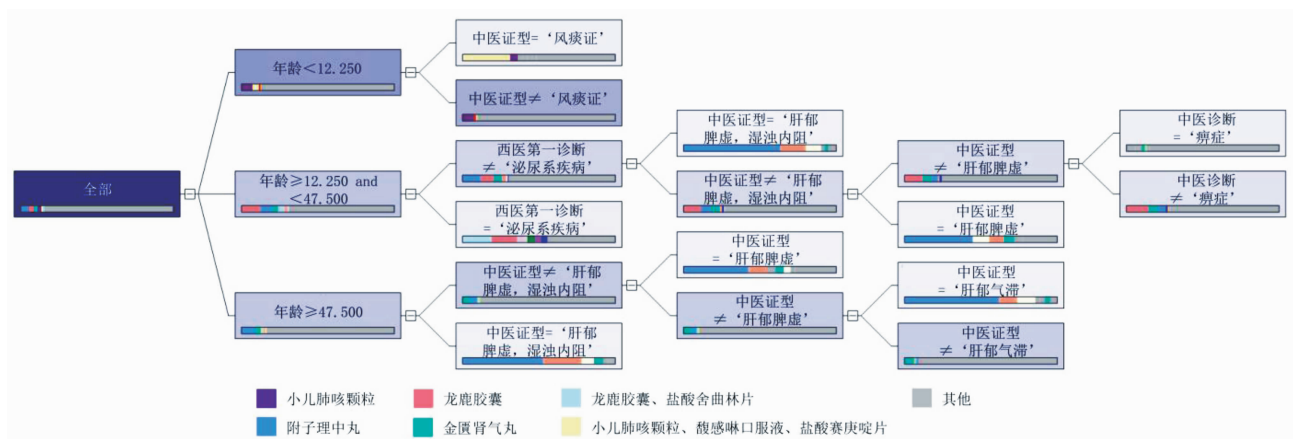 全部
年龄<12.250
年龄≥12.250 and
<47.500
年龄≥47.500
中医证型=‘风痰证’
中医证型≠‘风痰证’
西医第一诊断
≠‘泌尿系疾病’
西医第一诊断
=‘泌尿系疾病’
中医证型≠‘肝郁
脾虚，湿浊内阻’
中医证型=‘肝郁
脾虚，湿浊内阻’
中医证型=‘肝郁
脾虚，湿浊内阻’
中医证型≠‘肝郁
脾虚，湿浊内阻’
中医证型
=‘肝郁脾虚’
中医证型
≠‘肝郁脾虚’
中医证型
≠‘肝郁脾虚’
中医证型
=‘肝郁脾虚’
中医证型
=‘肝郁气滞’
中医证型
≠‘肝郁气滞’
中医诊断
=‘痹症’
中医诊断
≠‘痹症’
小儿肺咳颗粒
龙鹿胶囊
龙鹿胶囊、盐酸舍曲林片
其他
附子理中丸
金匮肾气丸
小儿肺咳颗粒、馥感啉口服液、盐酸赛庚啶片